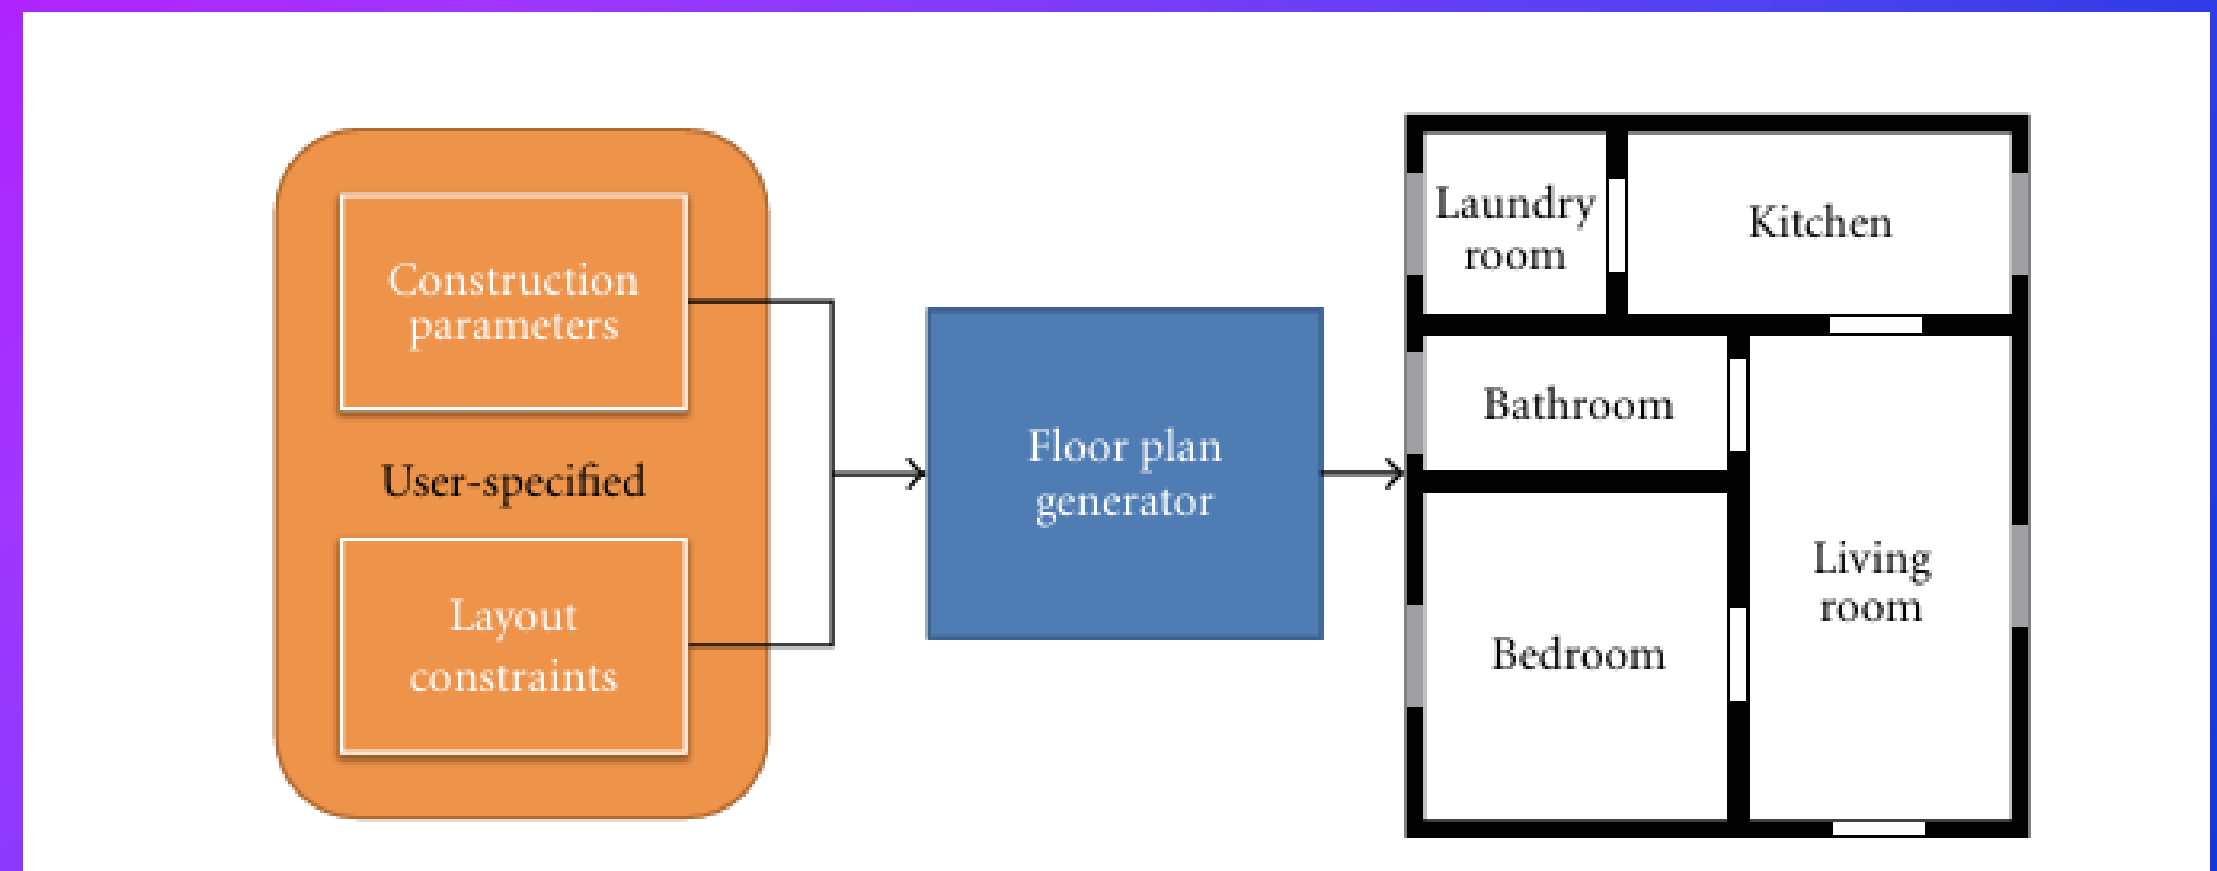 Construction
parameters
User-specified
Layout
constraints
Floor plan
generator
Laundry
room
Kitchen
Bathroom
Living
room
Bedroom